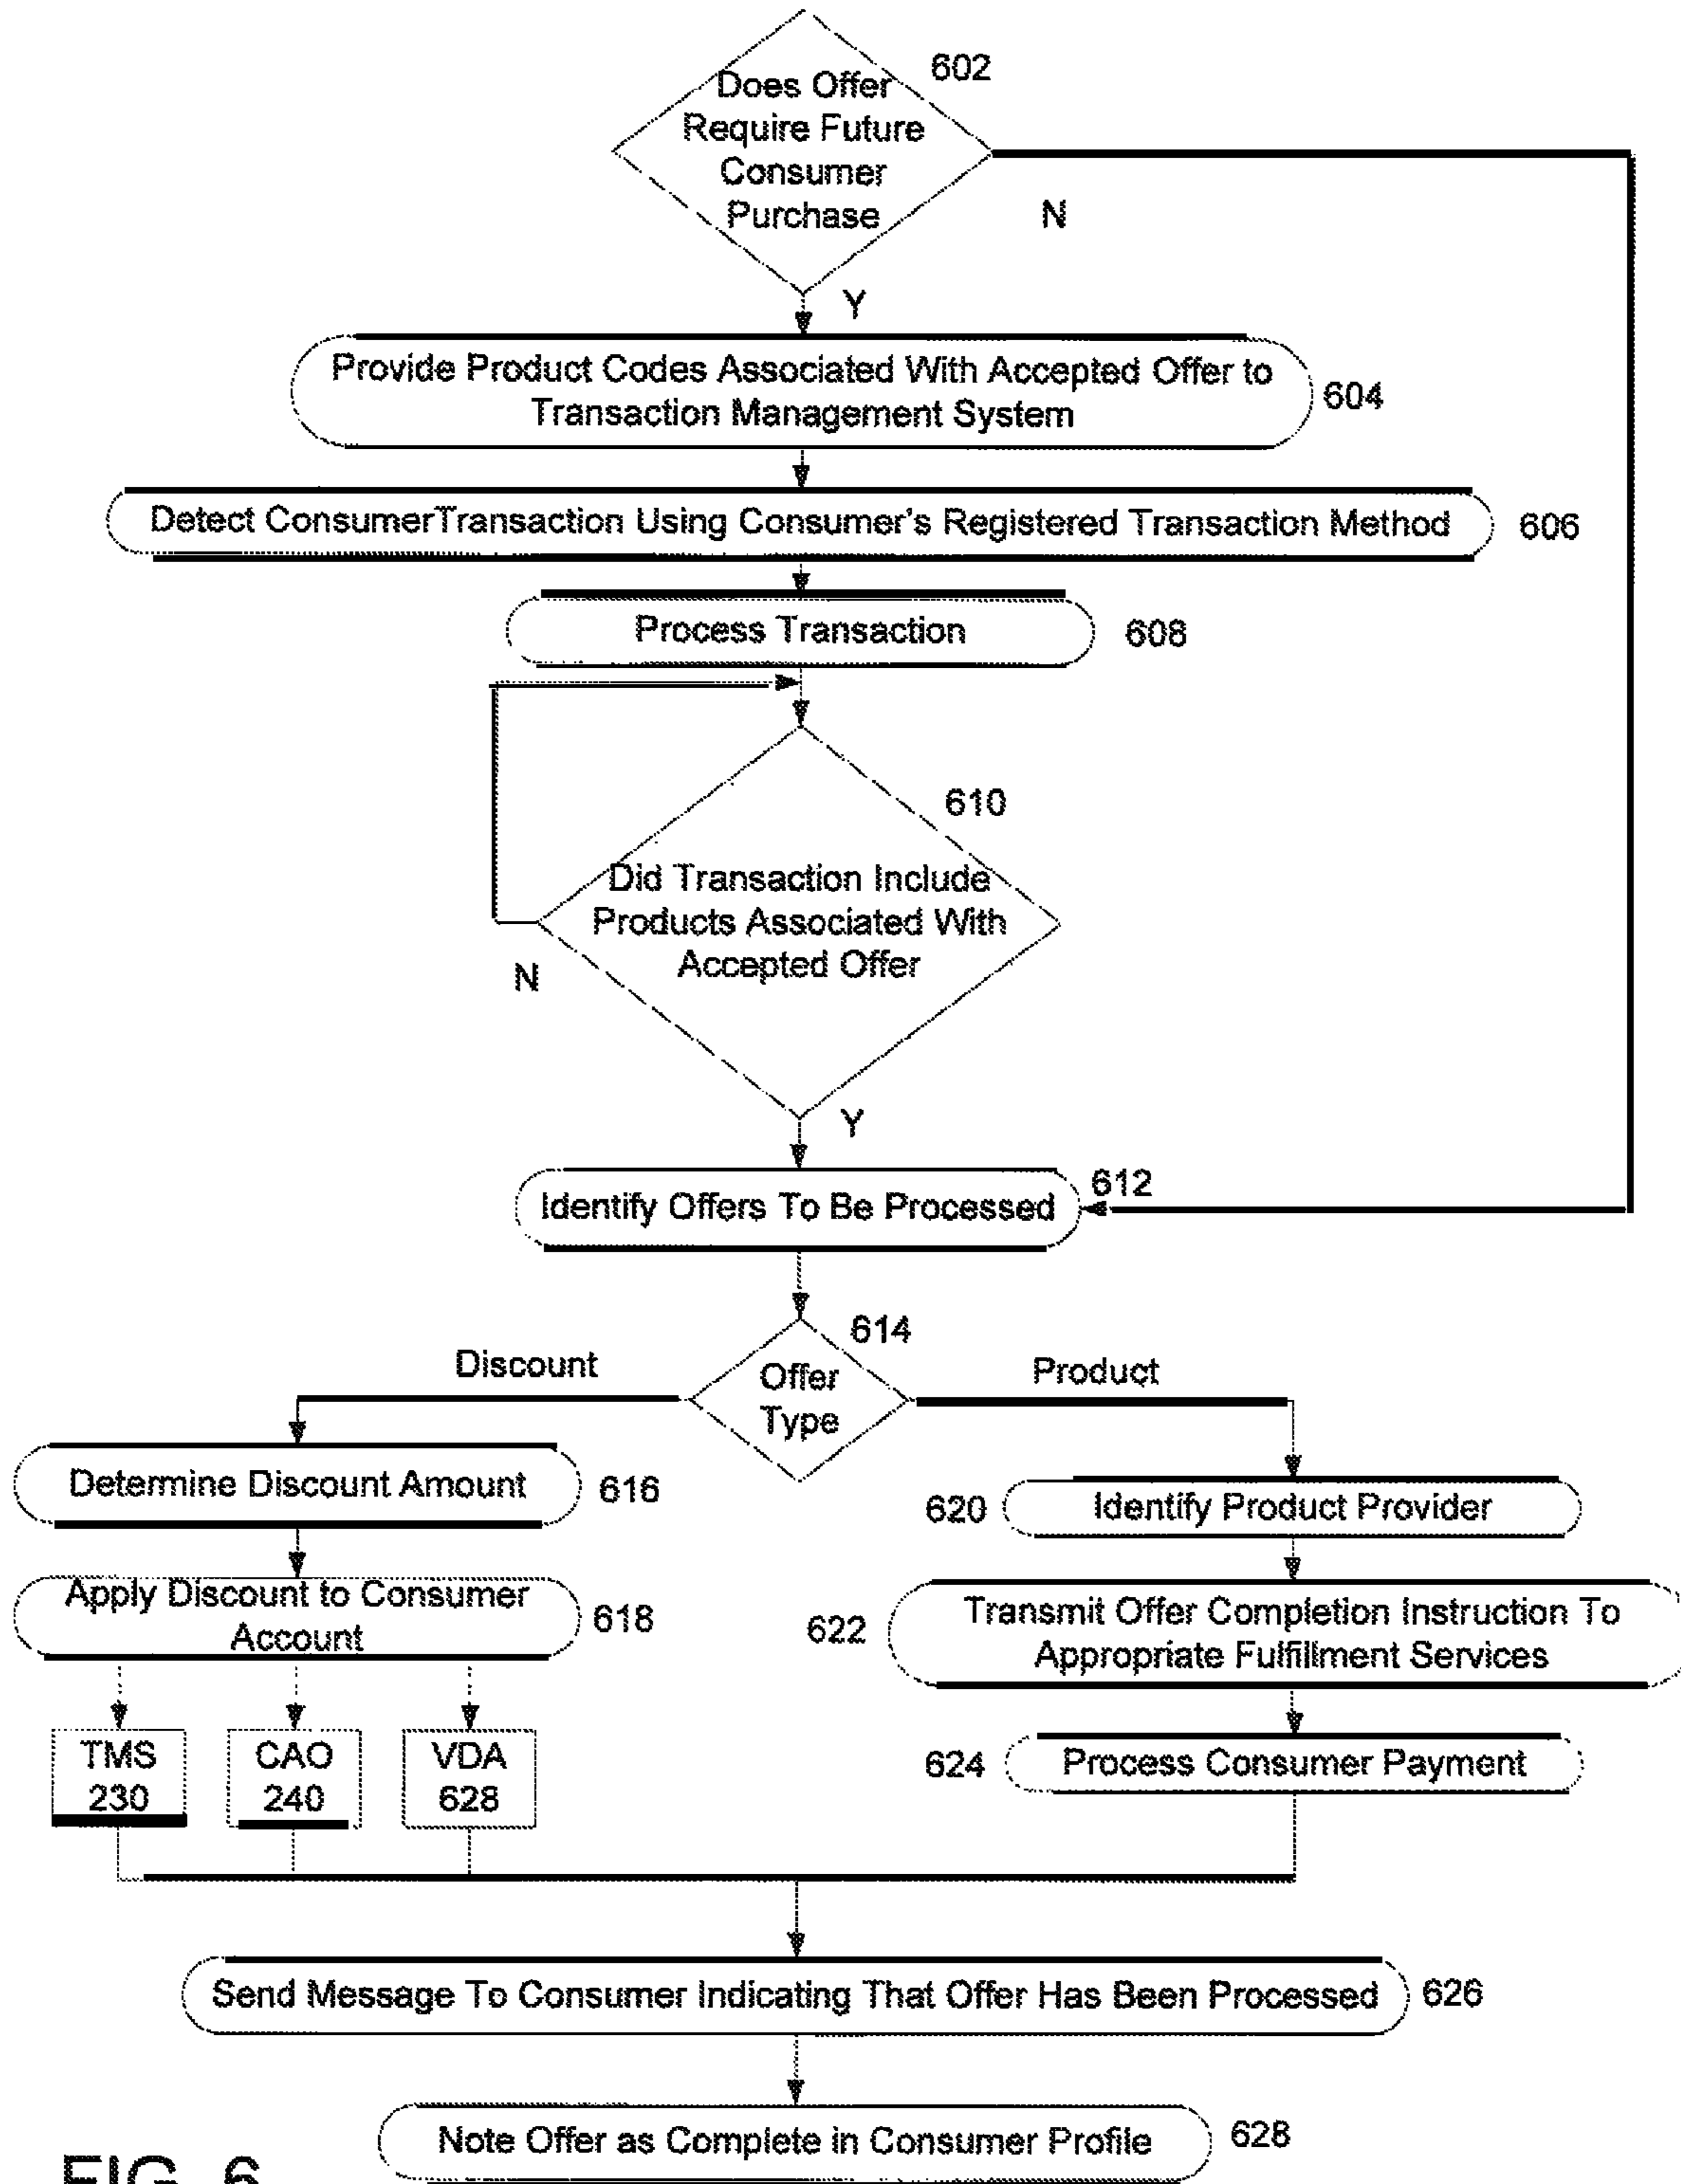 602
Does Offer
Require Future
Consumer
Purchase
N
Y
Provide Product Codes Associated With Accepted Offer to
Transaction Management System
604
Detect ConsumerTransaction Using Consumer's Registered Transaction Method
606
Process Transaction
608
610
Did Transaction Include
Products Associated With
Accepted Offer
N
Y
612
Identify Offers To Be Processed
614
Discount
Offer
Type
Product
Determine Discount Amount
616
620
Identify Product Provider
Apply Discount to Consumer
Account
618
622
Transmit Offer Completion Instruction To
Appropriate Fulfillment Services
TMS
230
CAO
240
VDA
628
624
Process Consumer Payment
Send Message To Consumer Indicating That Offer Has Been Processed
626
Note Offer as Complete in Consumer Profile
628
FIG. 6